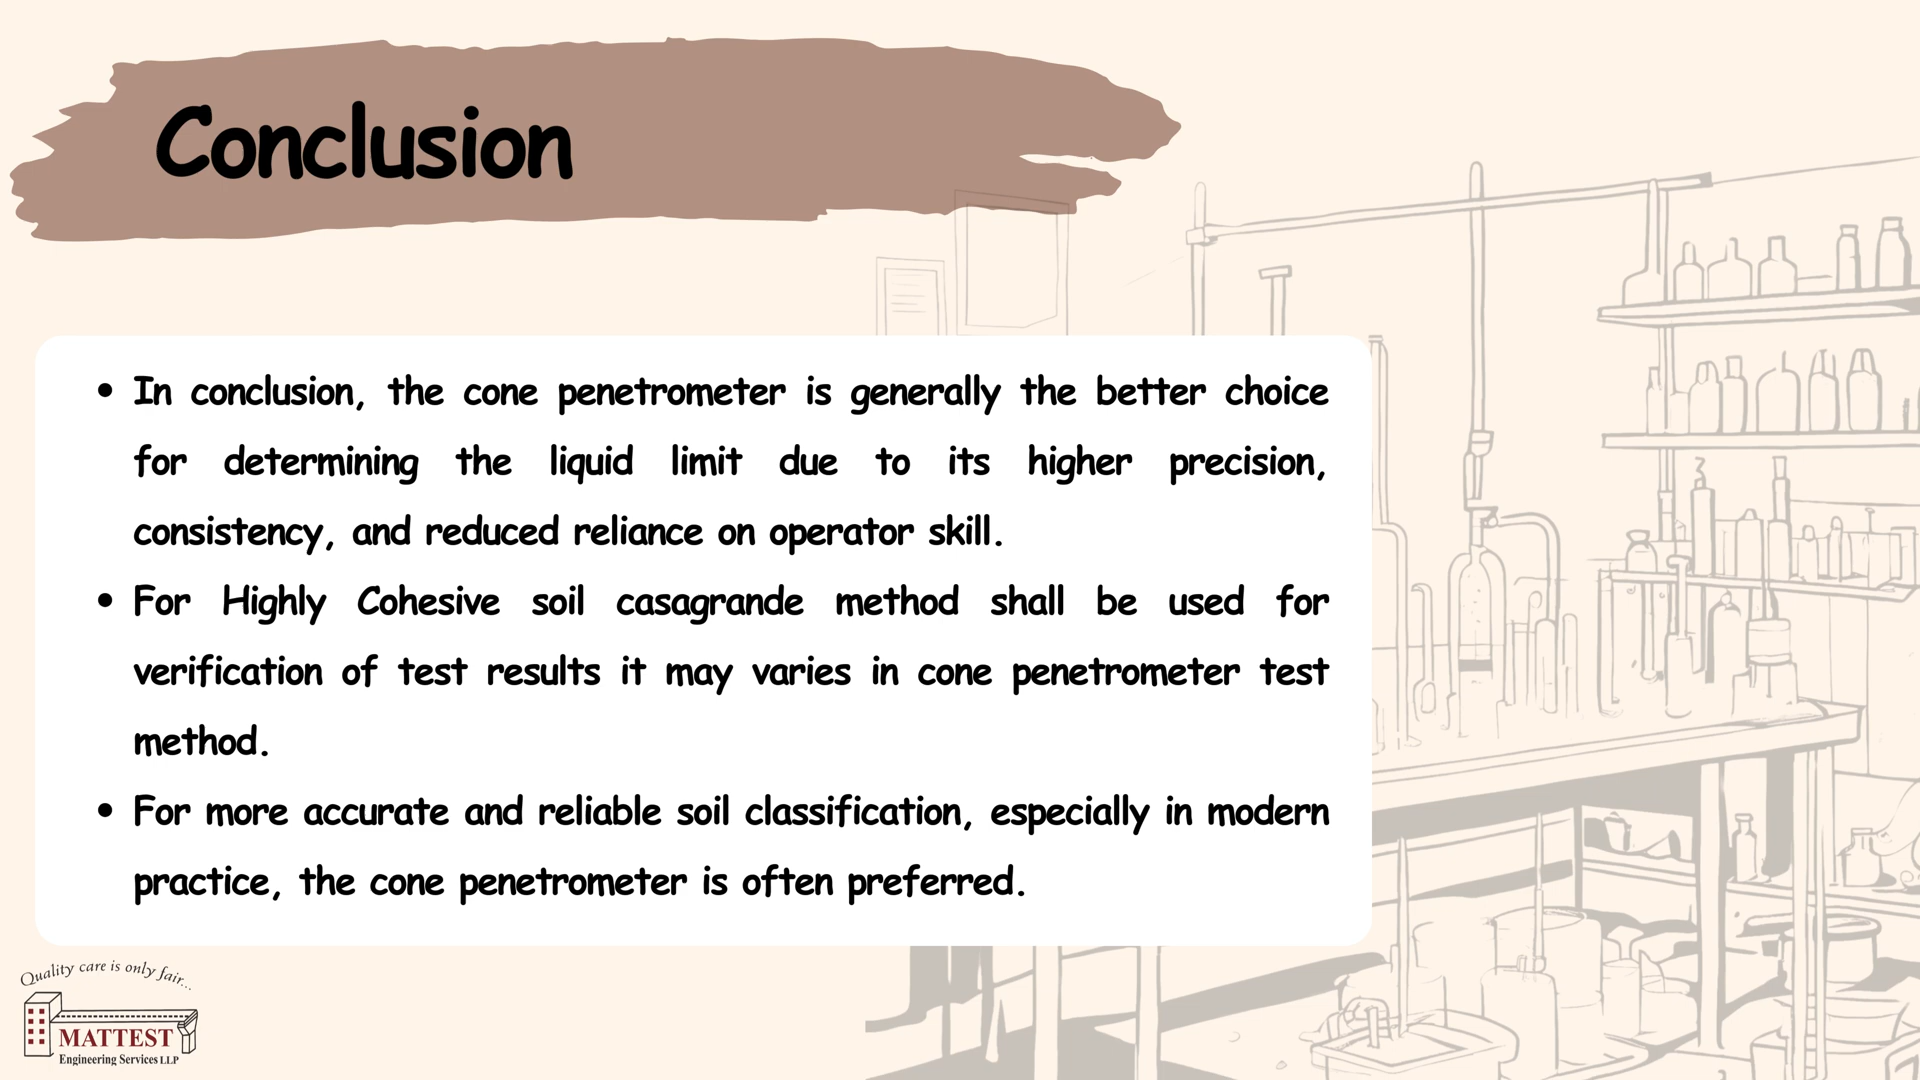 Conclusion
• In conclusion, the cone penetrometer is generally the better choice
for determining the liquid limit due to its higher precision,
consistency, and reduced reliance on operator skill.
• For Highly Cohesive soil casagrande method shall be used for
verification of test results it may varies in cone penetrometer test
method.
• For more accurate and reliable soil classification, especially in modern
practice, the cone penetrometer is often preferred.
Quality care is only fair...
MATTEST
Engineering Services LLP